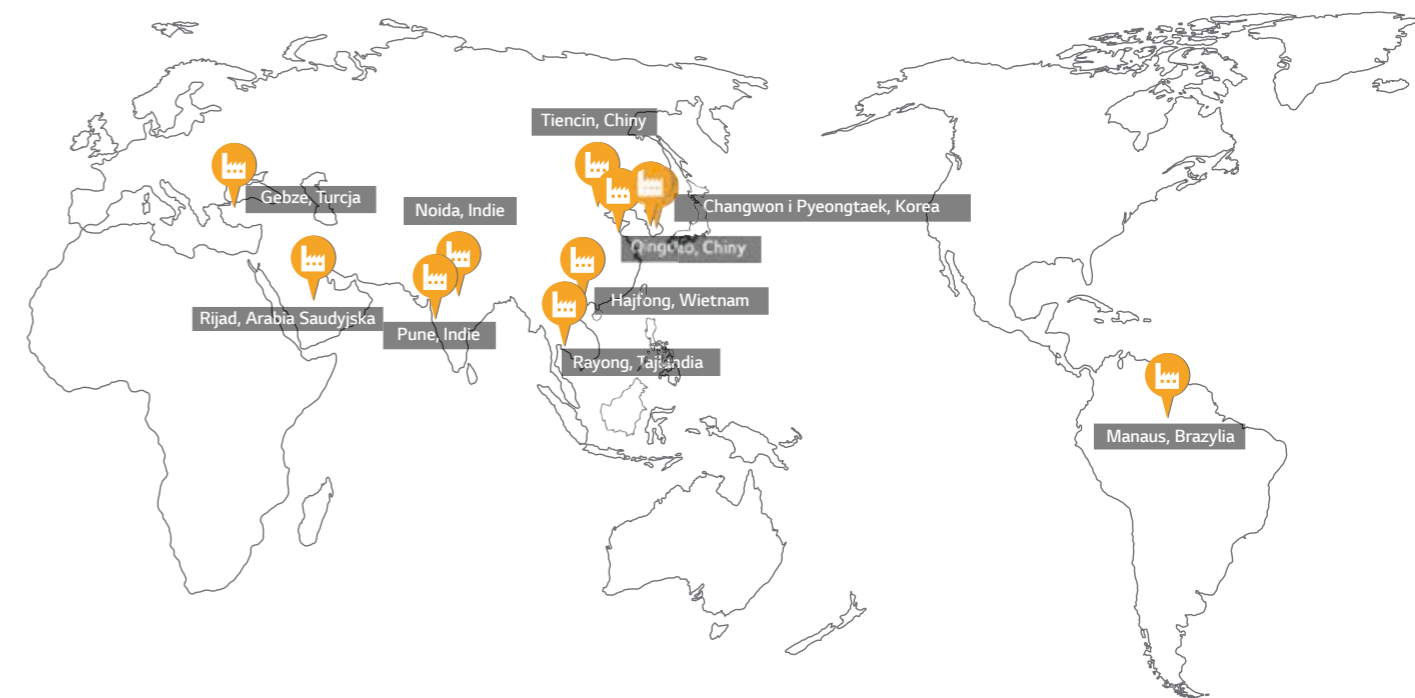 Tiencin, Chiny
Gebze, Turcja
Noida, Indie
Changwon i Pyeongtaek, Korea
Chiny
Hajfong, Wietnam
Rijad, Arabia Saudyjska
Pune, Indie
Rayong, Tajlandia
Manaus, Brazylia